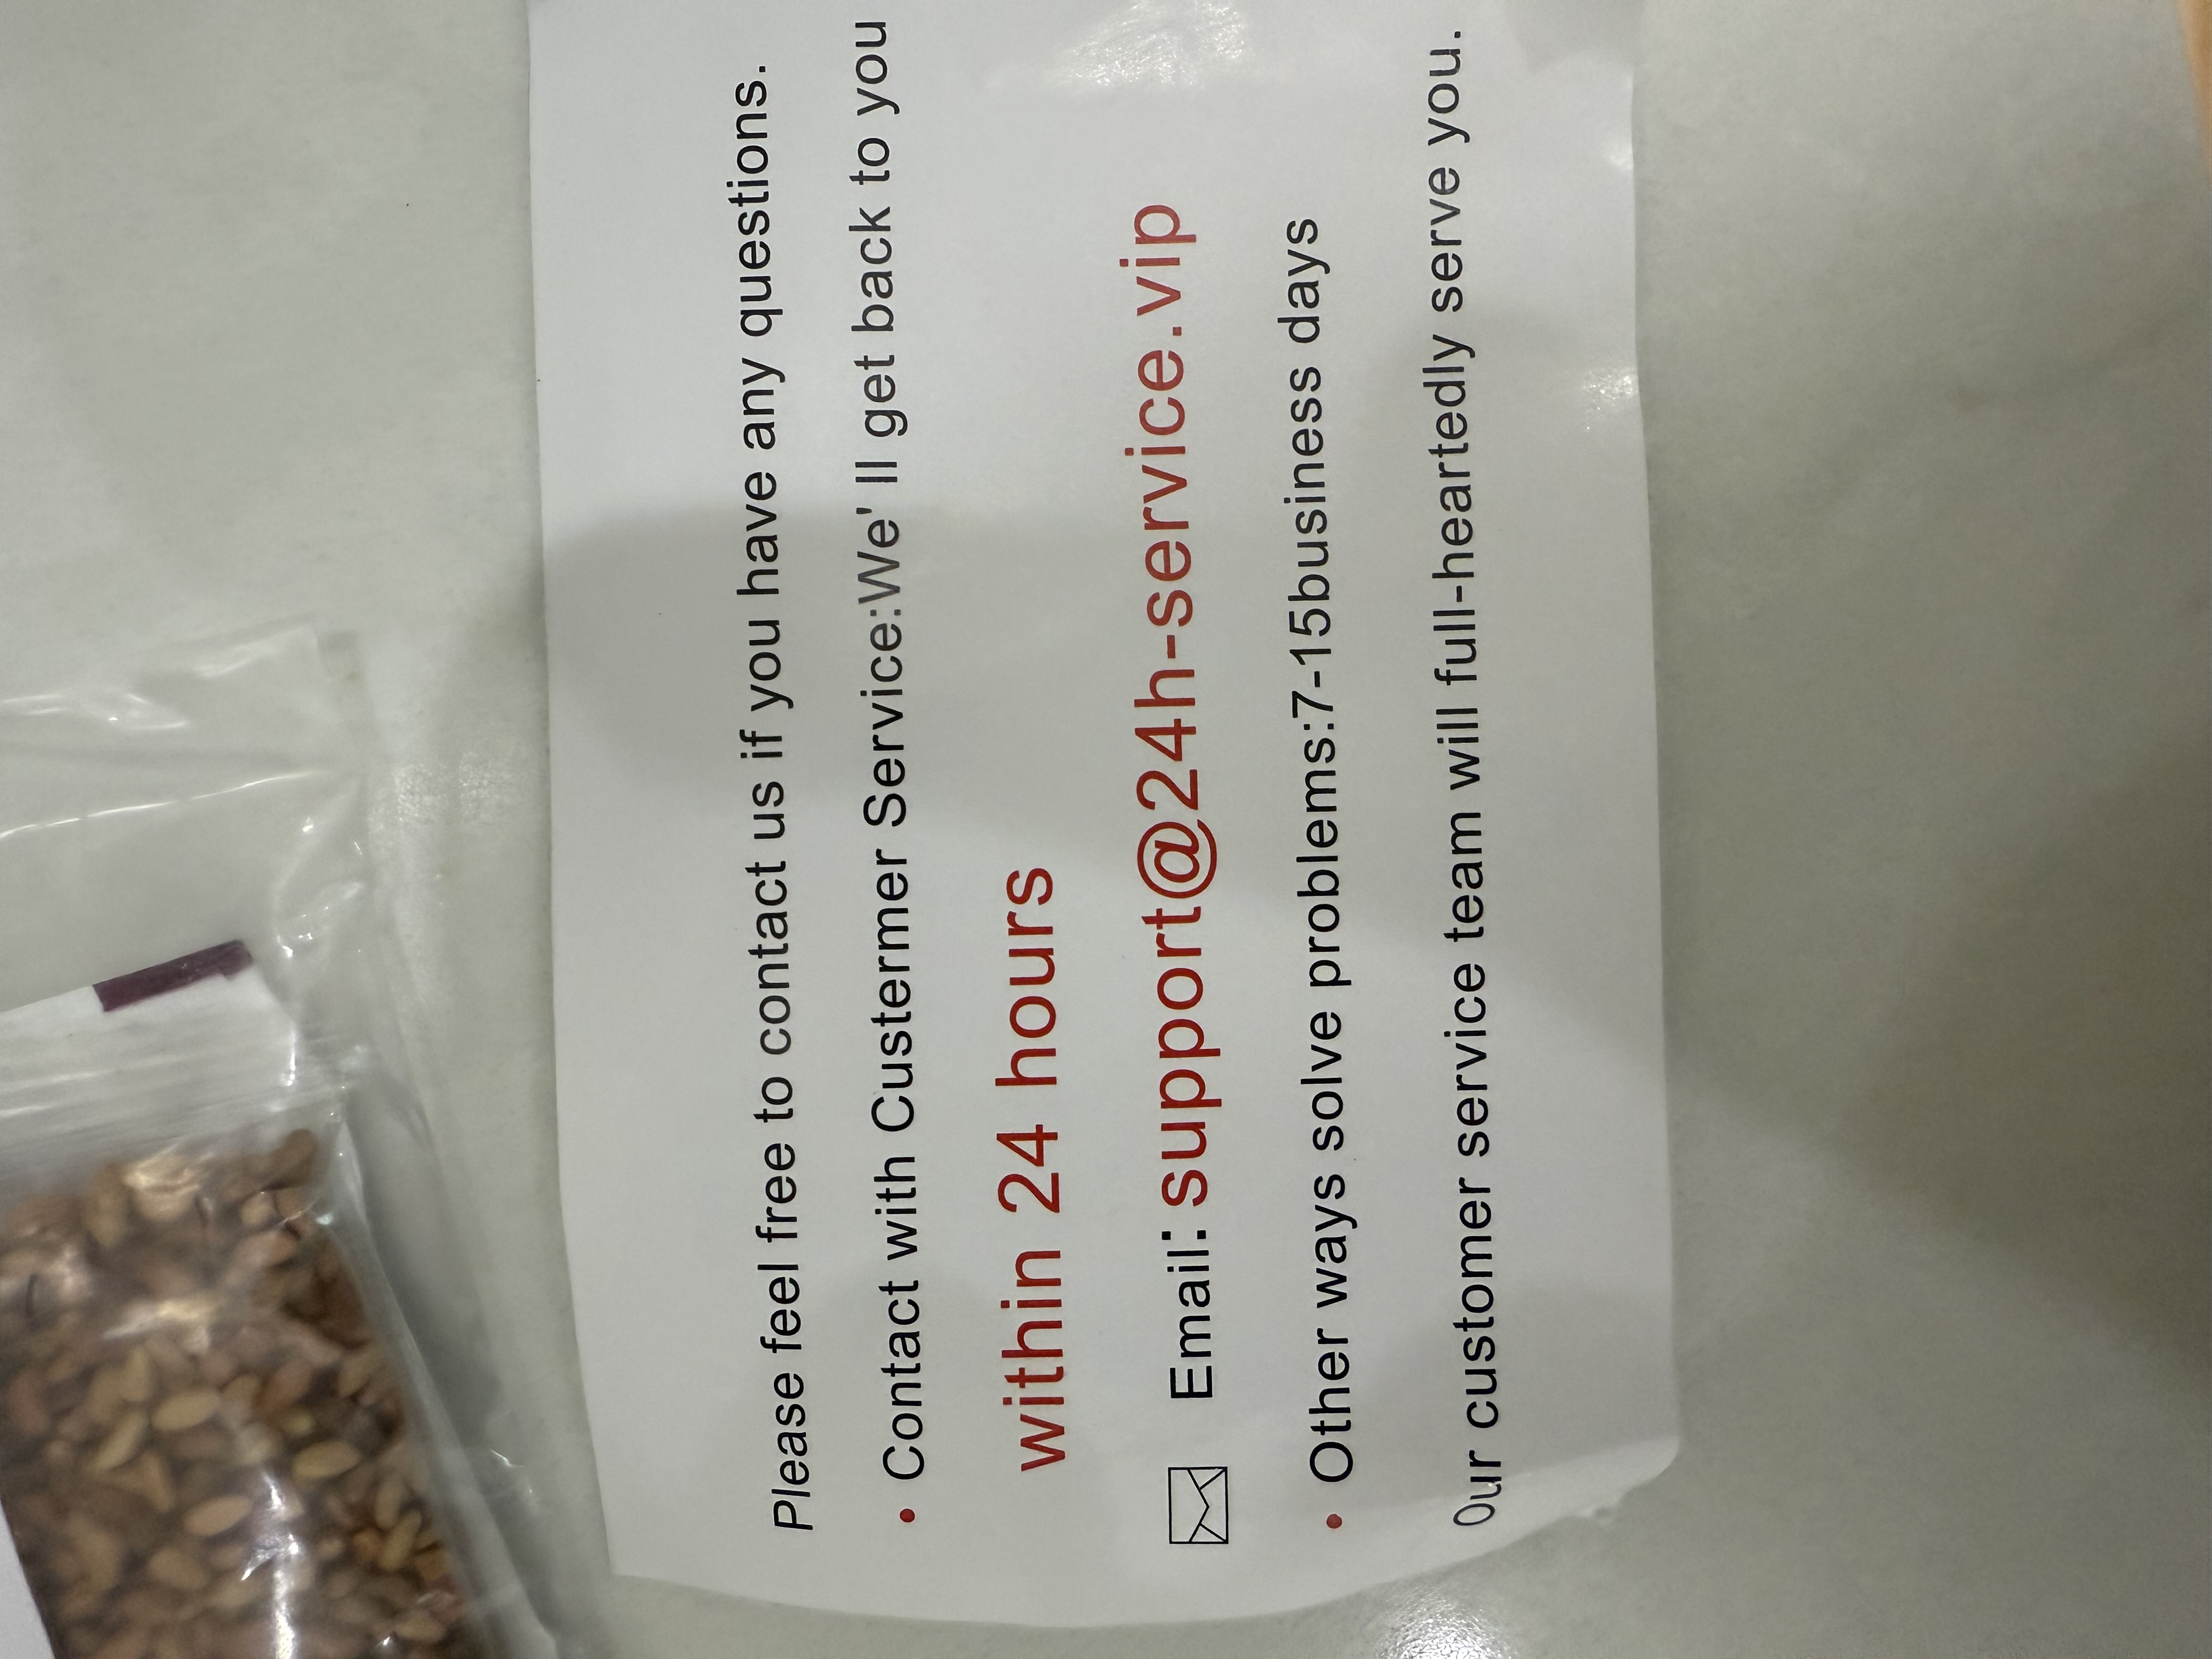 Please feel free to contact us if you have any questions.
• Contact with Custermer Service:We' ll get back to you
within 24 hours
Email: support@24h-service.vip
• Other ways solve problems:7-15business days
Our customer service team will full-heartedly serve you.